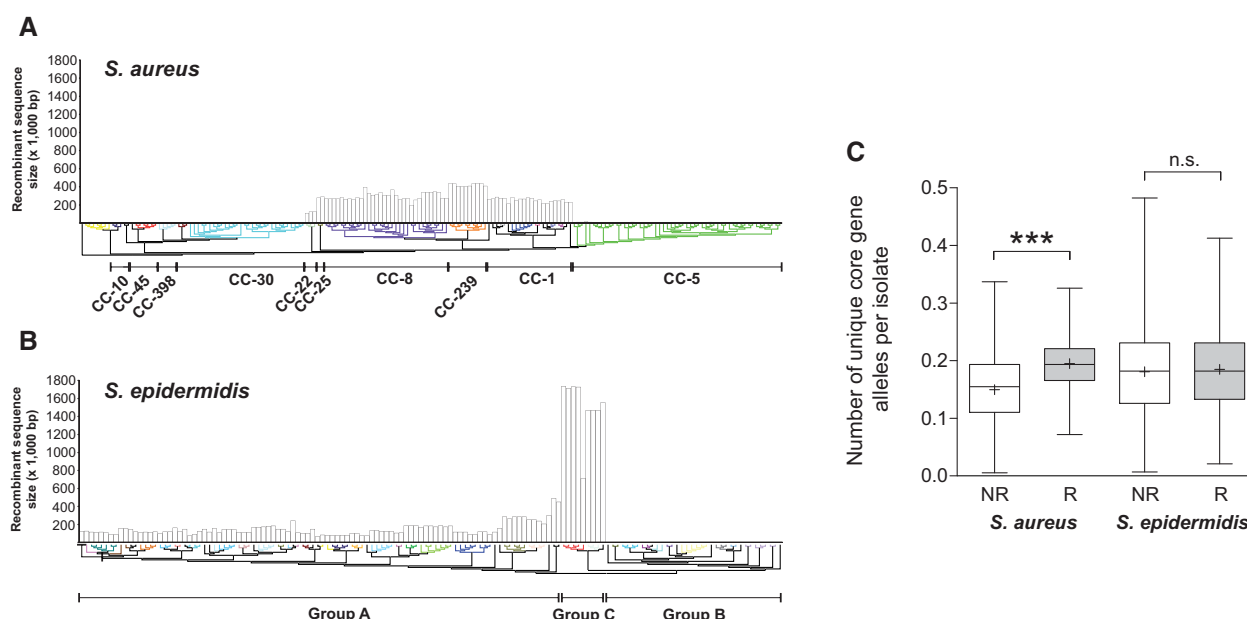 A
S. aureus
Recombinant sequence
size (x 1,000 bp)
1800
1600
1400
1200
1000
800
600
400
200
CC-10
CC-45
CC-398
CC-30
CC-22
CC-25
CC-8
CC-239
CC-1
CC-5
B
S. epidermidis
Recombinant sequence
size (x 1,000 bp)
1800
1600
1400
1200
1000
800
600
400
200
Group A
Group C
Group B
C
Number of unique core gene
alleles per isolate
0.5
0.4
0.3
0.2
0.1
0.0
***
n.s.
NR
R
NR
R
S. aureus
S. epidermidis